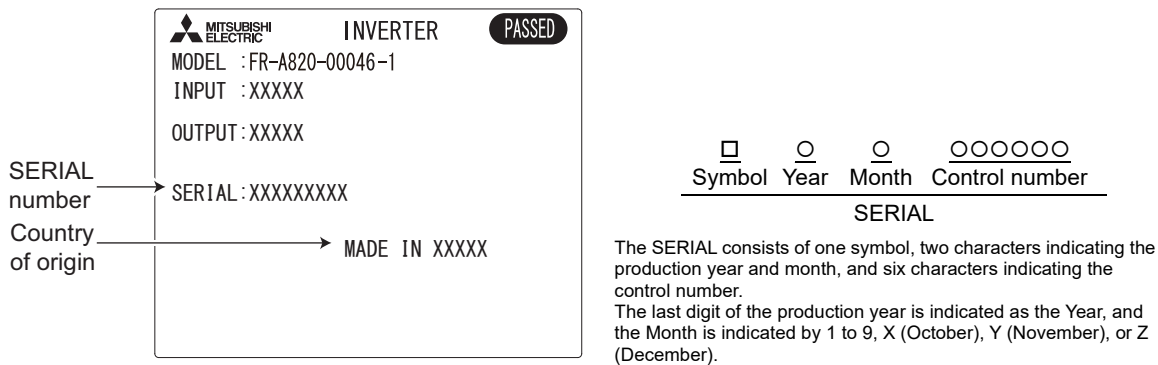 MITSUBISHI
ELECTRIC
INVERTER
PASSED
MODEL :FR-A820-00046-1
INPUT :XXXXX
OUTPUT:XXXXX
SERIAL:XXXXXXXXX
MADE IN XXXXX
SERIAL
number
Country
of origin
□ ○ ○ ○○○○○○
Symbol Year Month Control number
SERIAL
The SERIAL consists of one symbol, two characters indicating the
production year and month, and six characters indicating the
control number.
The last digit of the production year is indicated as the Year, and
the Month is indicated by 1 to 9, X (October), Y (November), or Z
(December).